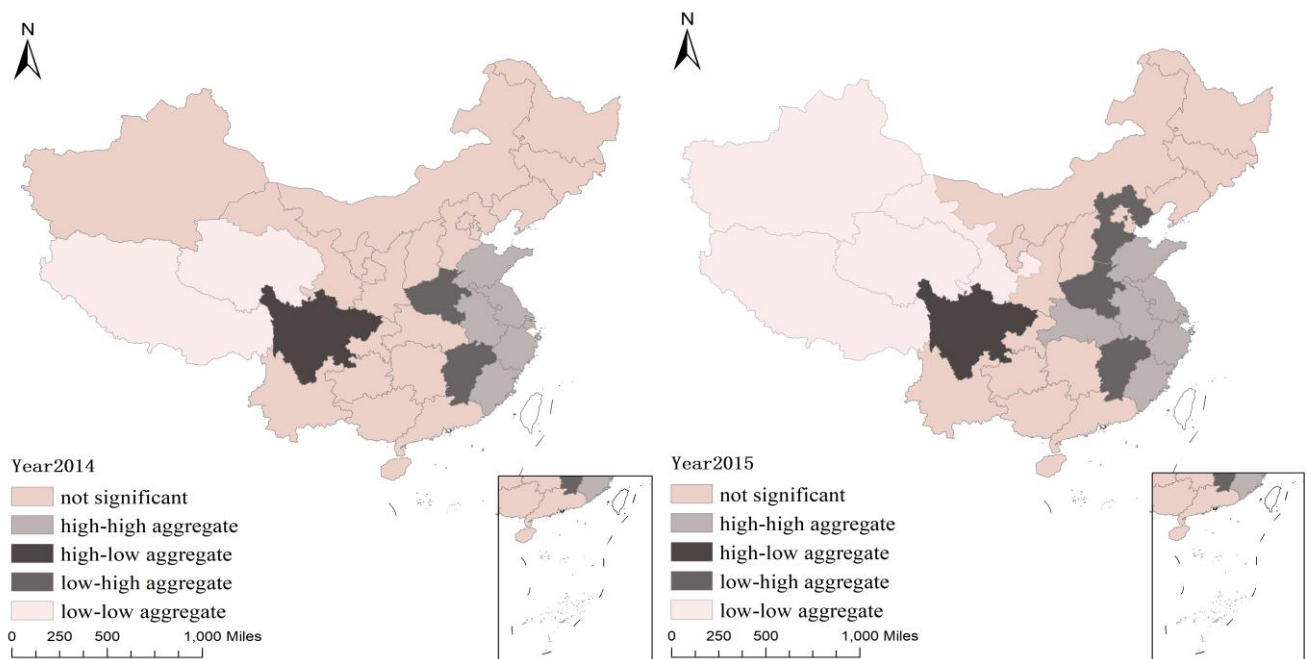 N
Year2014
not significant
high-high aggregate
high-low aggregate
low-high aggregate
low-low aggregate
0 250 500 1,000 Miles
N
Year2015
not significant
high-high aggregate
high-low aggregate
low-high aggregate
low-low aggregate
0 250 500 1,000 Miles